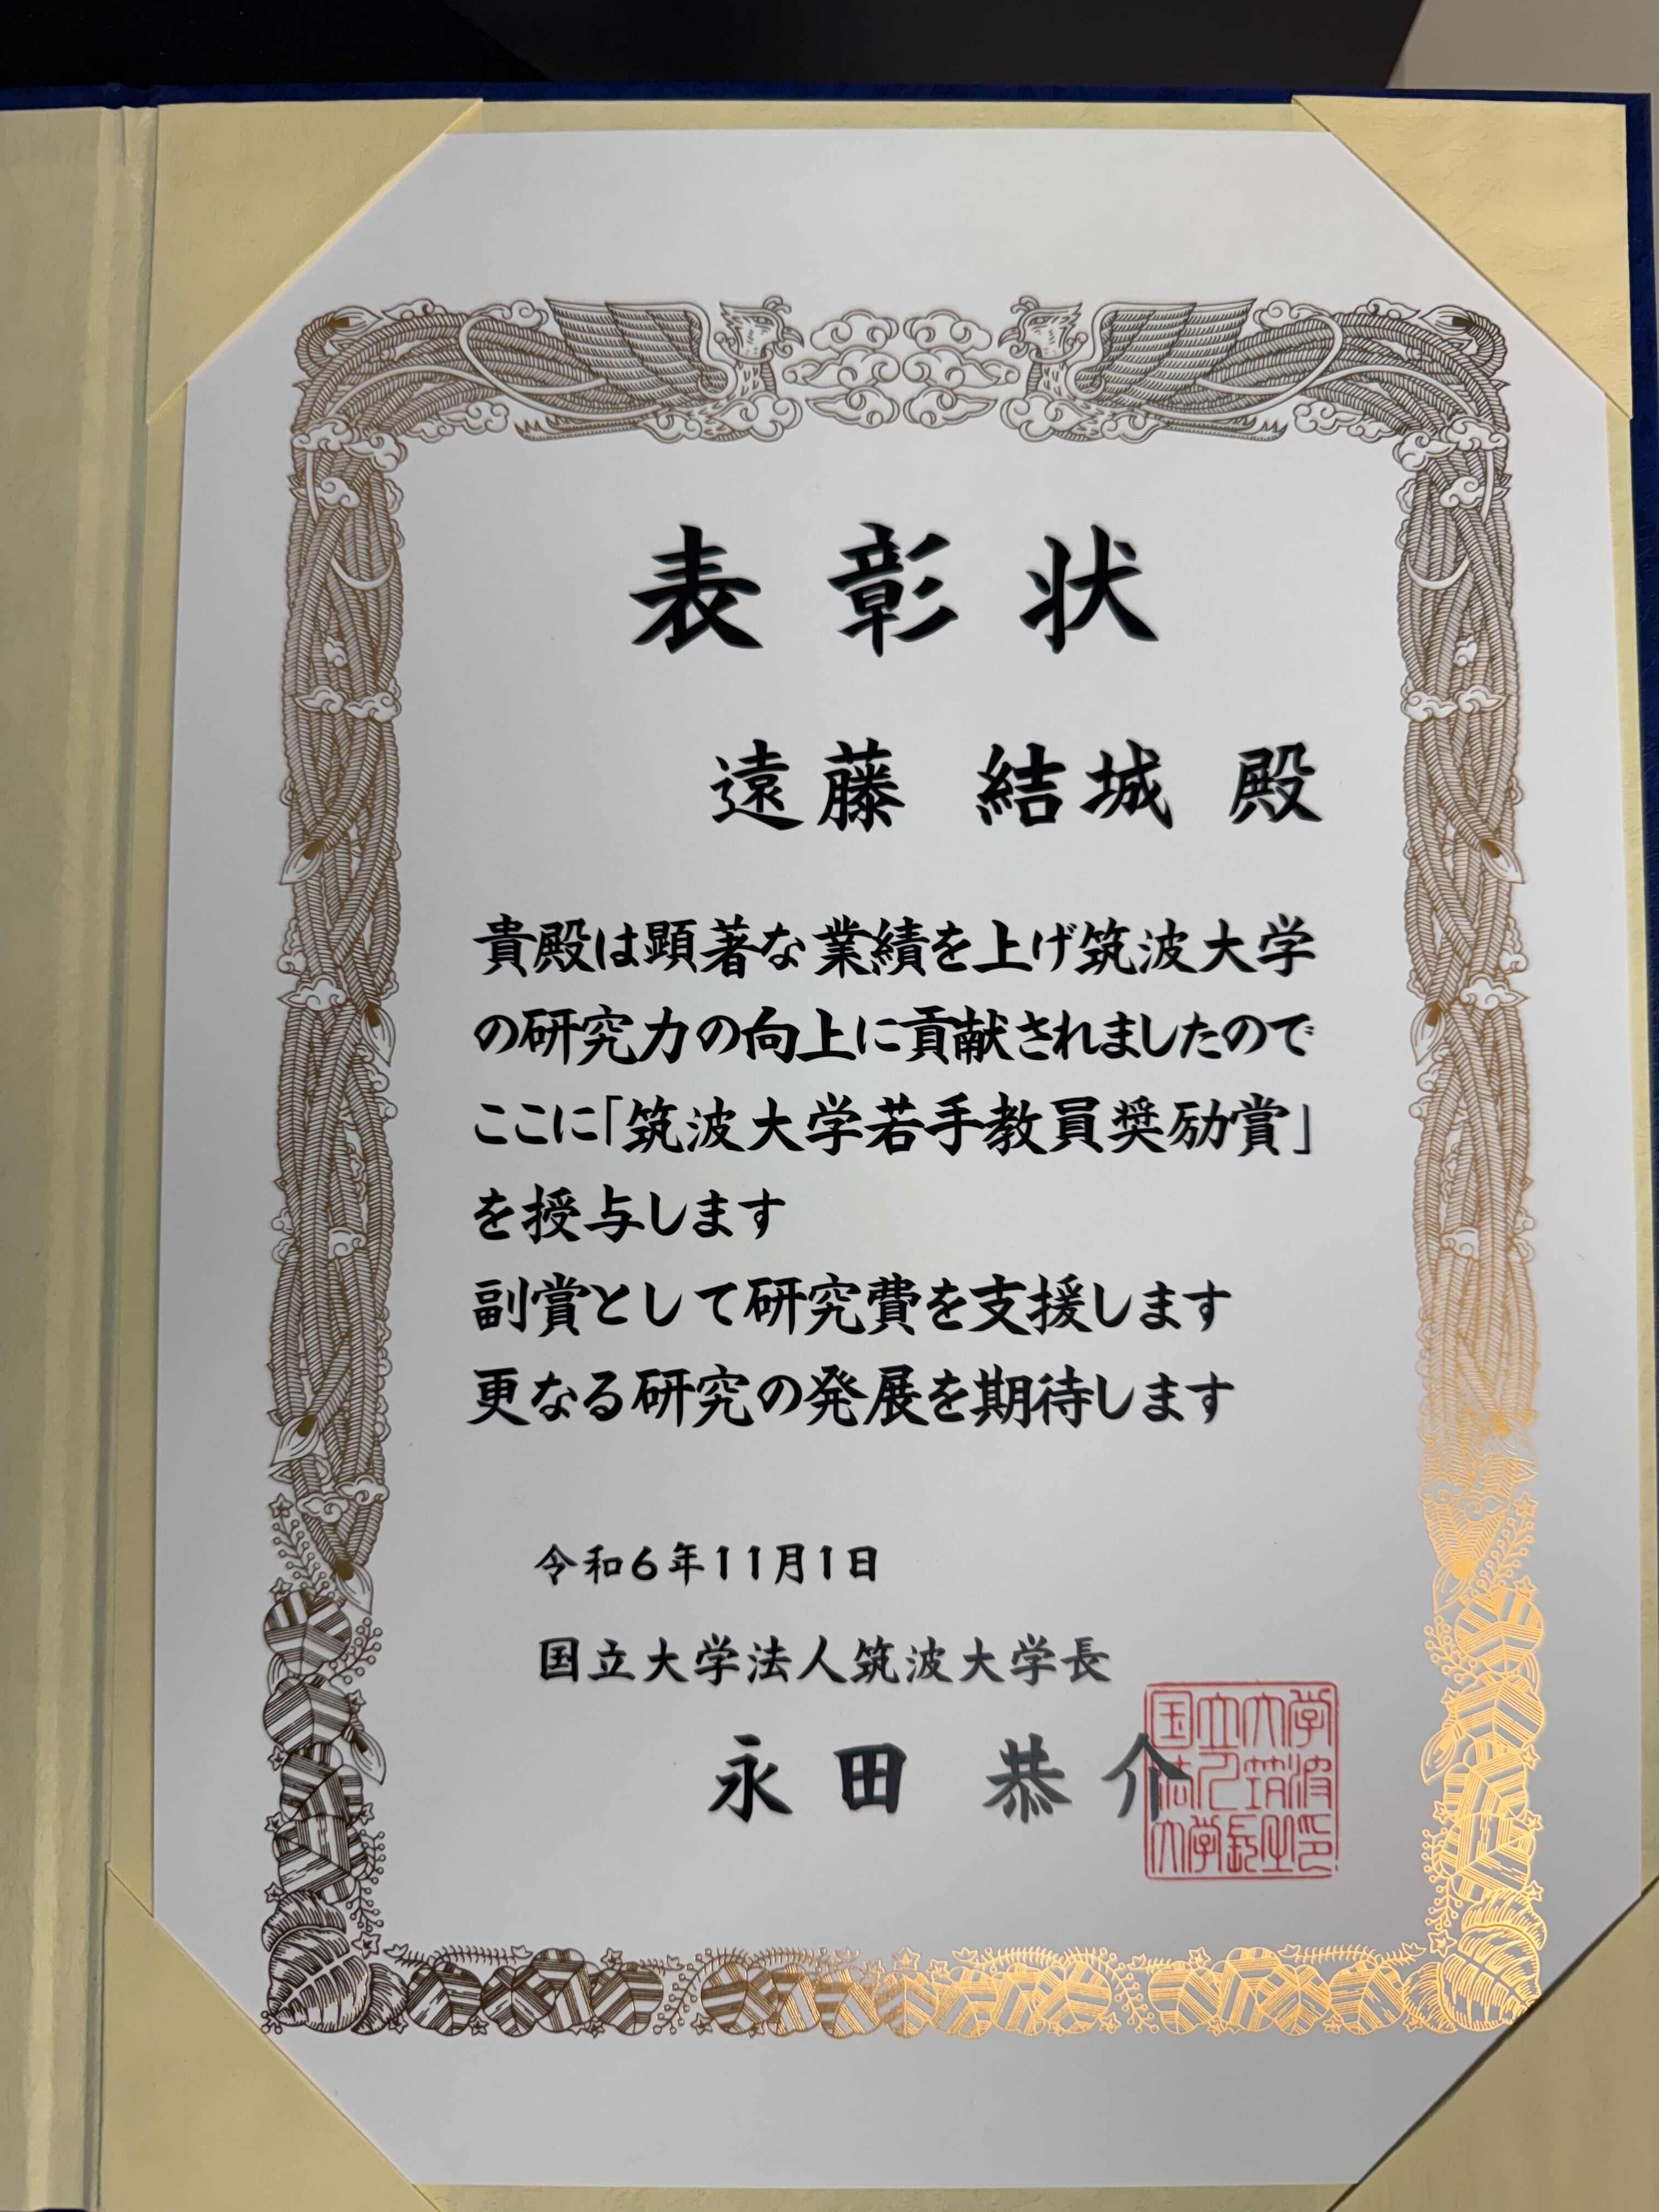 表彰状
遠藤 結城 殿
貴殿は顕著な業績を上げ筑波大学
の研究力の向上に貢献されましたので
ここに「筑波大学若手教員奨励賞」
を授与します
副賞として研究費を支援します
更なる研究の発展を期待します
令和6年11月1日
国立大学法人筑波大学長
永田 恭介
国立大学
法人筑波
大学長之印